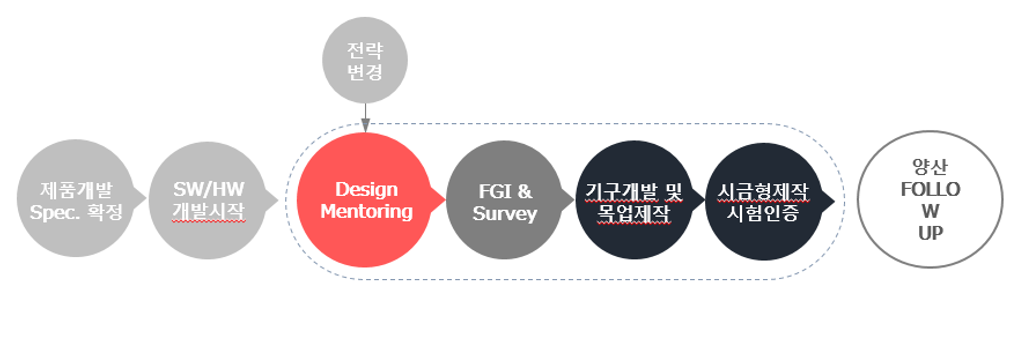 전략
변경
제품개발
Spec. 확정
SW/HW
개발시작
Design
Mentoring
FGI &
Survey
기구개발 및
목업제작
시금형제작
시험인증
양산
FOLLO
W
UP